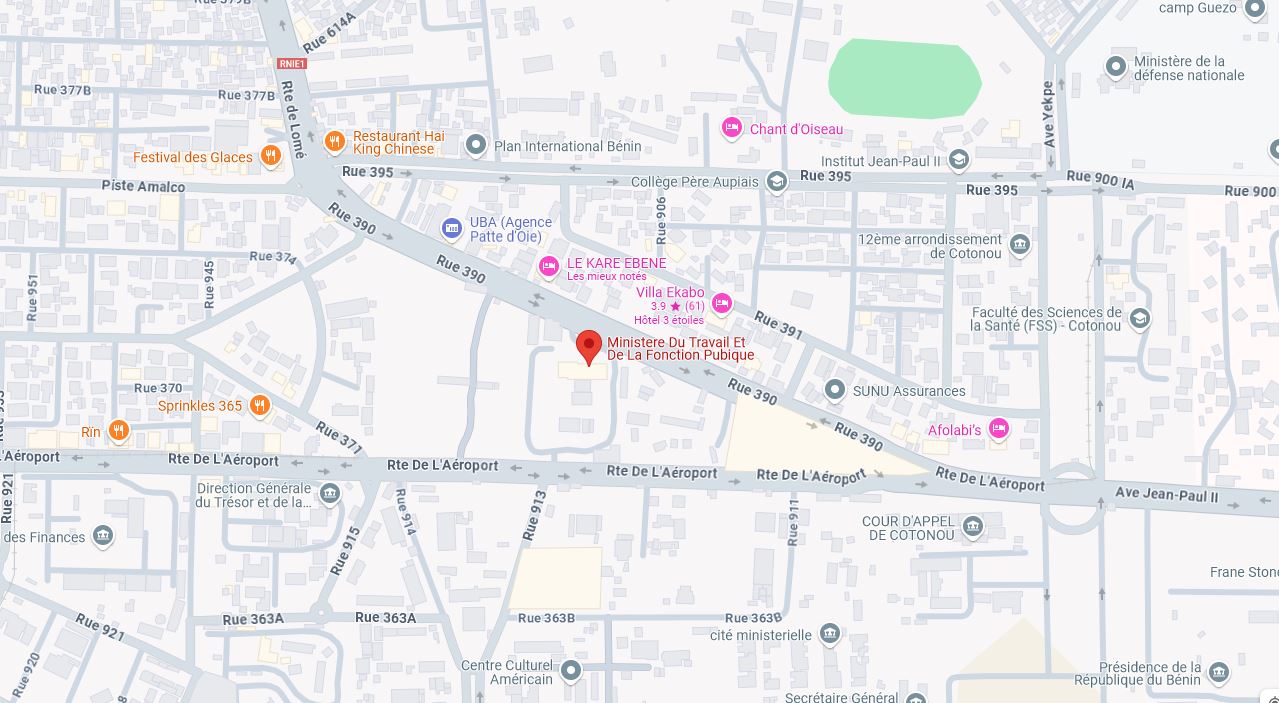 Rue 614A
camp Guezo
RNIE1
Ministère de la
défense nationale
Rue 377B
Rue 377B
Rte de Lomé
Ave Yekpe
Restaurant Hai
King Chinese
Chant d'Oiseau
Festival des Glaces
Plan International Bénin
Institut Jean-Paul II
Rue 395
Collège Père Aupiais
Rue 395
Rue 395
Rue 900 IA
Rue 900
Piste Amalco
Rue 390
UBA (Agence
Patte d'Oie)
Rue 906
12ème arrondissement
de Cotonou
Rue 374
Rue 390
LE KARE EBENE
Les mieux notés
Rue 951
Rue 945
Villa Ekabo
3.9 ★ (61)
Hôtel 3 étoiles
Rue 391
Faculté des Sciences de
la Santé (FSS) - Cotonou
Ministere Du Travail Et
De La Fonction Pubique
Rue 370
Rue 390
SUNU Assurances
Sprinkles 365
Rin
Rue 371
Rue 390
Afolabi's
L'Aéroport
Rte De L'Aéroport
Rte De L'Aéroport
Rte De L'Aéroport
Rte De L'Aéroport
Rte De L'Aéroport
Ave Jean-Paul II
Direction Générale
du Trésor et de la...
Rue 921
Rue 914
Rue 913
Rue 911
COUR D'APPEL
DE COTONOU
des Finances
Rue 915
Frane Stone
Rue 363A
Rue 363A
Rue 363B
Rue 363B
Rue 921
cité ministerielle
Rue 920
Centre Culturel
Américain
Présidence de la
République du Bénin
Secrétaire Général